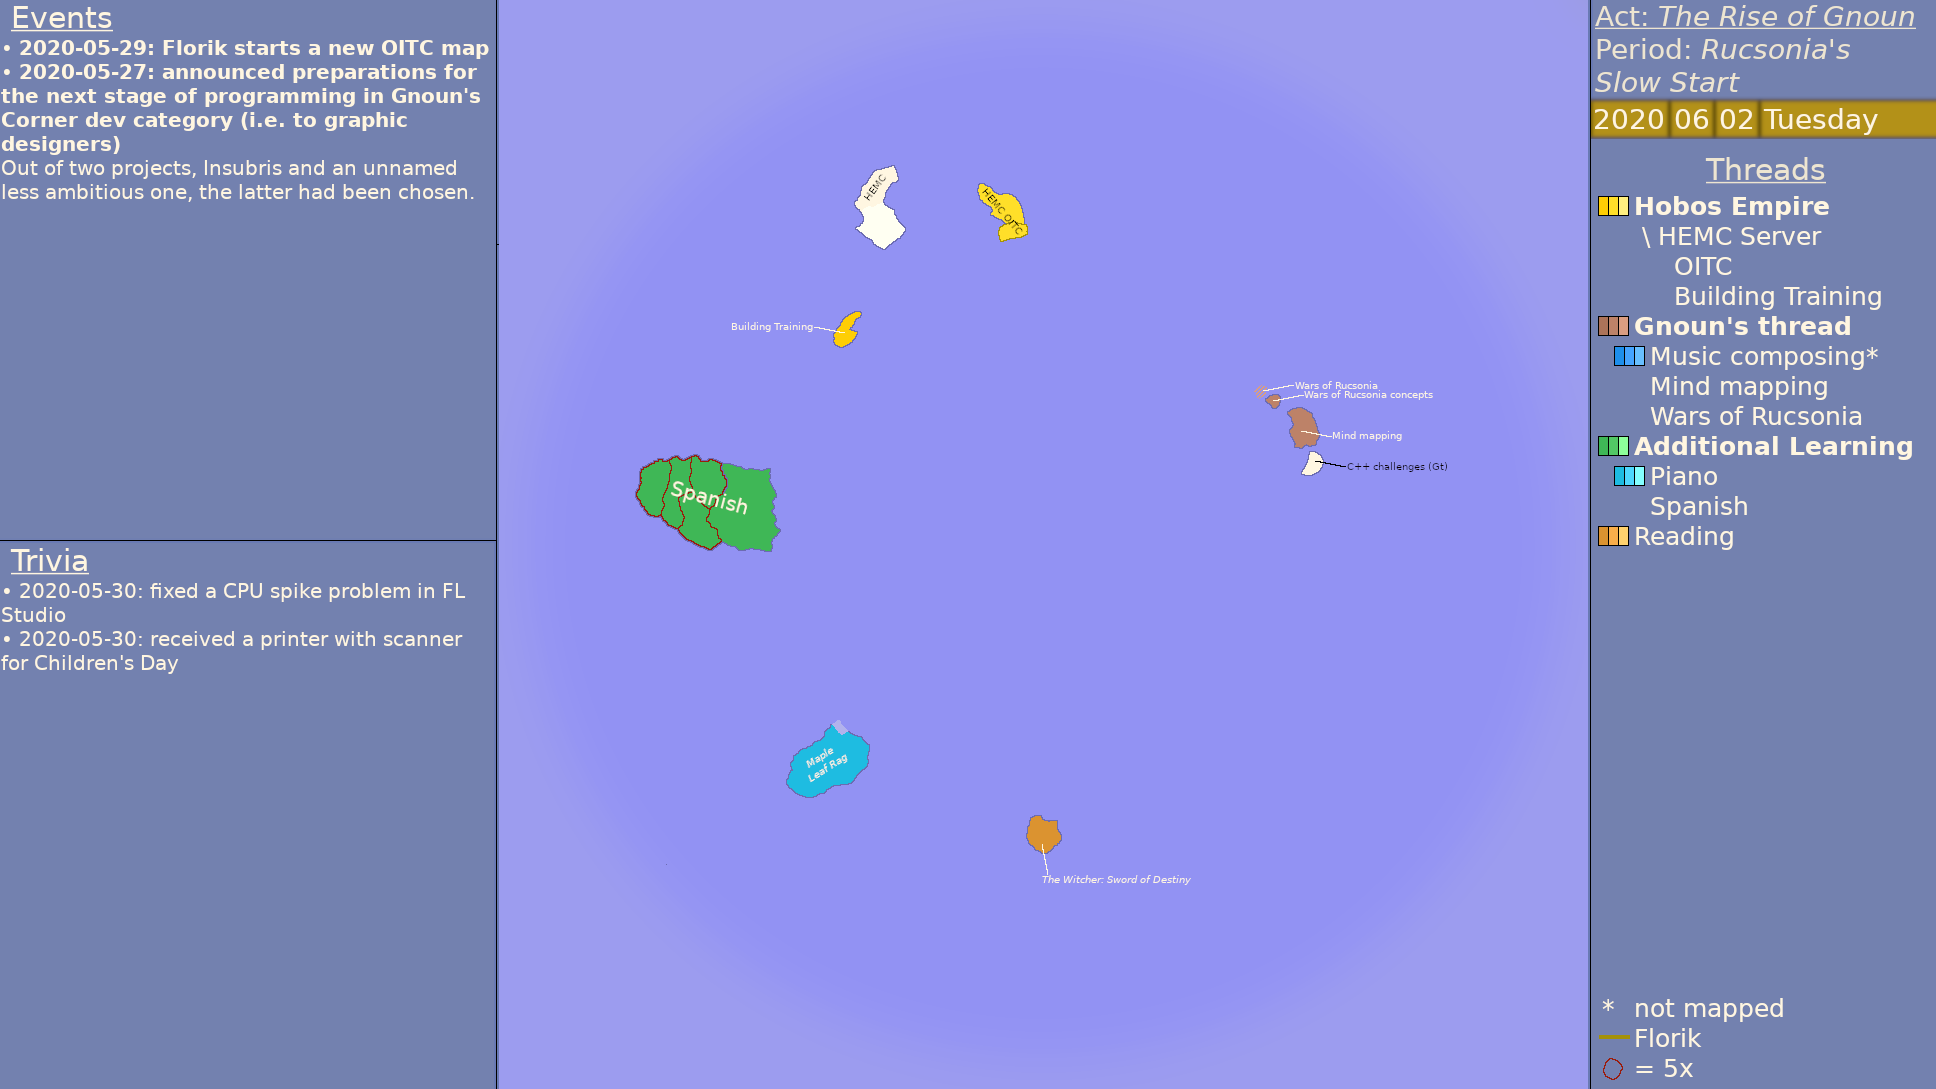 Events
• 2020-05-29: Florik starts a new OITC map
• 2020-05-27: announced preparations for
the next stage of programming in Gnoun's
Corner dev category (i.e. to graphic
designers)
Out of two projects, Insubris and an unnamed
less ambitious one, the latter had been chosen.
Trivia
• 2020-05-30: fixed a CPU spike problem in FL
Studio
• 2020-05-30: received a printer with scanner
for Children's Day
HEMC
HEMC OITC
Building Training
Wars of Rucsonia
Wars of Rucsonia concepts
Mind mapping
C++ challenges (Gt)
Spanish
Maple
Leaf Rag
The Witcher: Sword of Destiny
Act: The Rise of Gnoun
Period: Rucsonia's
Slow Start
2020 06 02 Tuesday
Threads
Hobos Empire
\ HEMC Server
OITC
Building Training
Gnoun's thread
Music composing*
Mind mapping
Wars of Rucsonia
Additional Learning
Piano
Spanish
Reading
* not mapped
Florik
= 5x